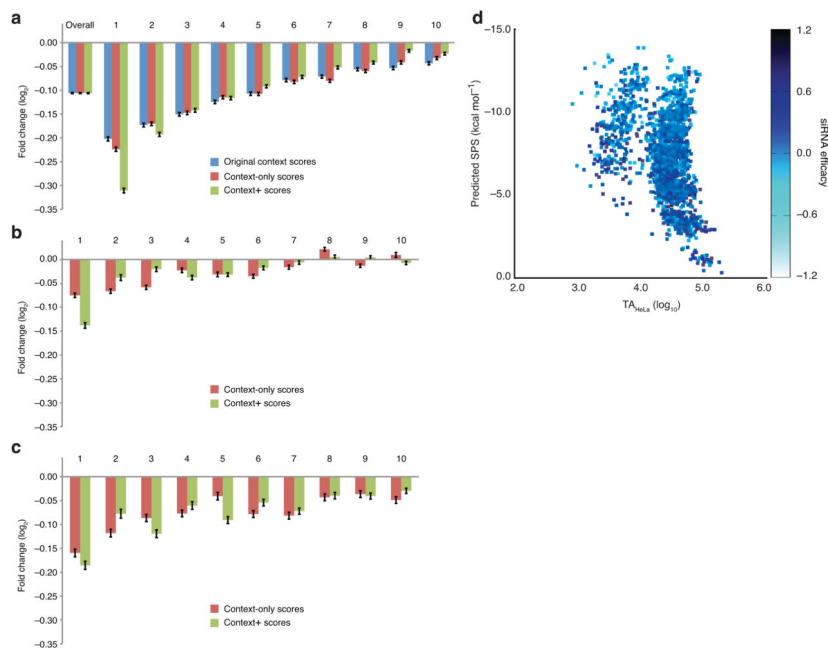 a
Overall 1 2 3 4 5 6 7 8 9 10
0.00
−0.05
−0.10
−0.15
−0.20
−0.25
−0.30
−0.35
Fold change (log2)
Original context scores
Context-only scores
Context+ scores
b
1 2 3 4 5 6 7 8 9 10
0.00
−0.05
−0.10
−0.15
−0.20
−0.25
−0.30
−0.35
Fold change (log2)
Context-only scores
Context+ scores
c
1 2 3 4 5 6 7 8 9 10
0.00
−0.05
−0.10
−0.15
−0.20
−0.25
−0.30
−0.35
Fold change (log2)
Context-only scores
Context+ scores
d
−15.0
−10.0
−5.0
0.0
Predicted SPS (kcal mol−1)
2.0 3.0 4.0 5.0 6.0
TAHeLa (log10)
1.2
0.6
0.0
−0.6
−1.2
siRNA efficacy